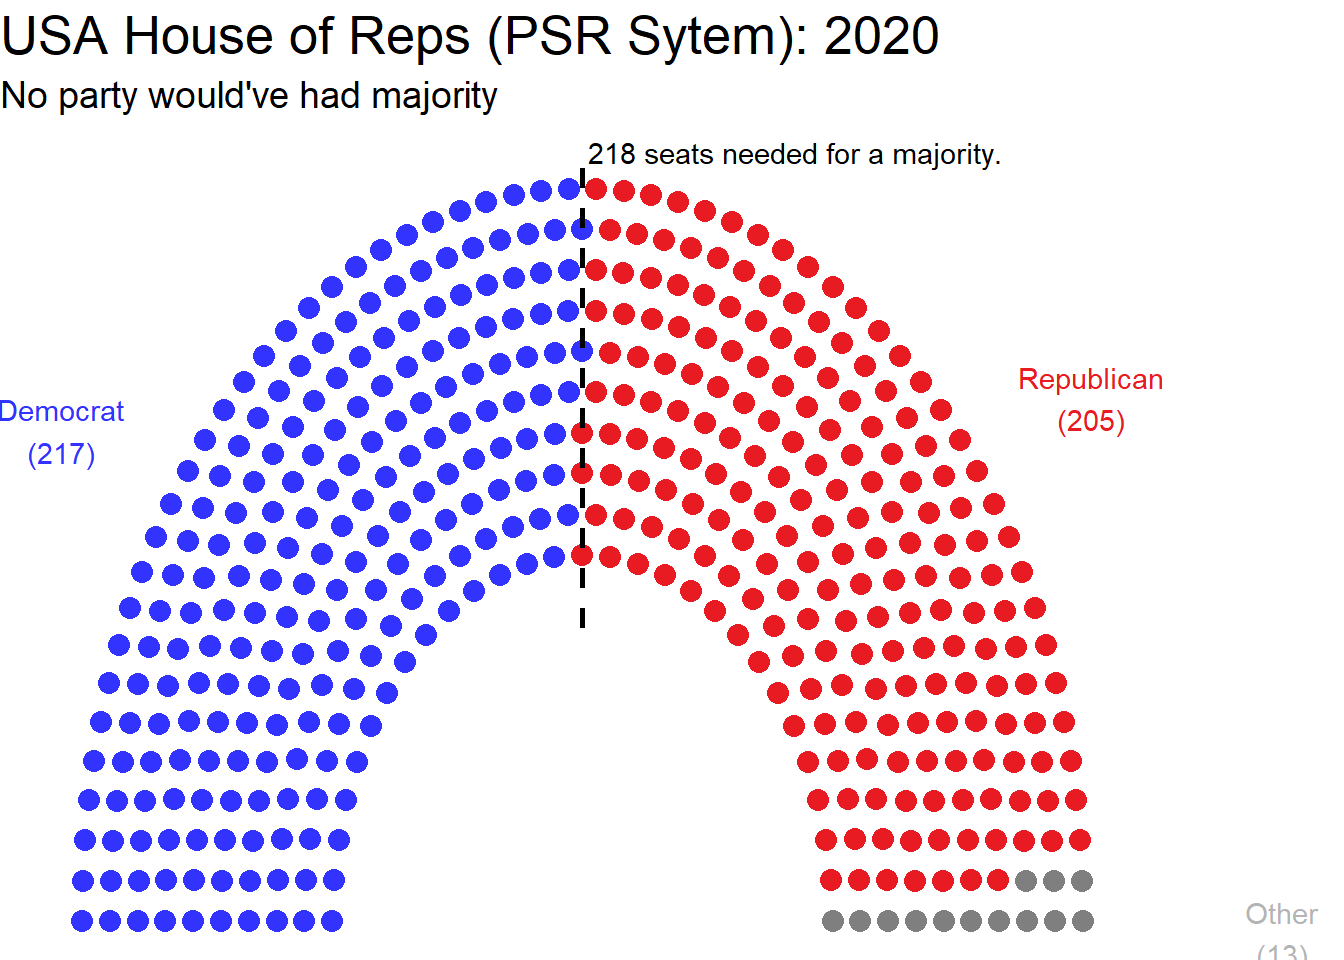 USA House of Reps (PSR Sytem): 2020
No party would've had majority
218 seats needed for a majority.
Republican
(205)
Democrat
(217)
Other
(13)